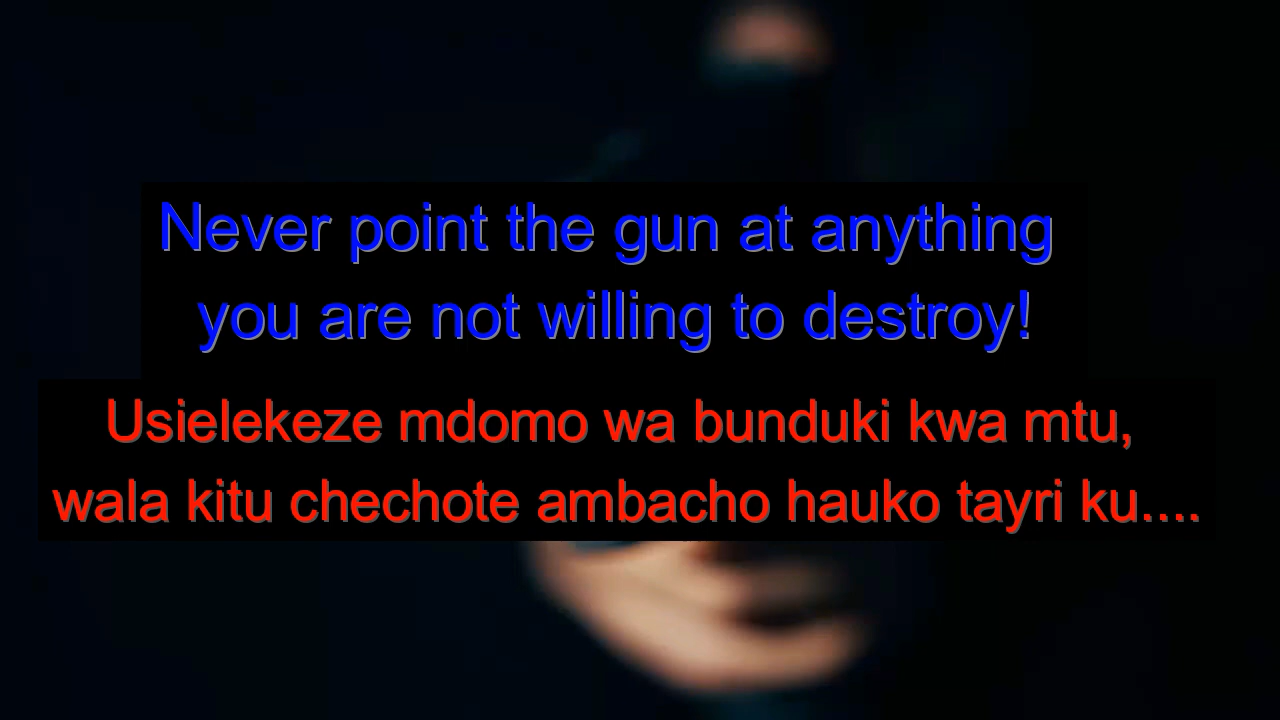 Never point the gun at anything
you are not willing to destroy!
Usielekeze mdomo wa bunduki kwa mtu,
wala kitu chechote ambacho hauko tayri ku....